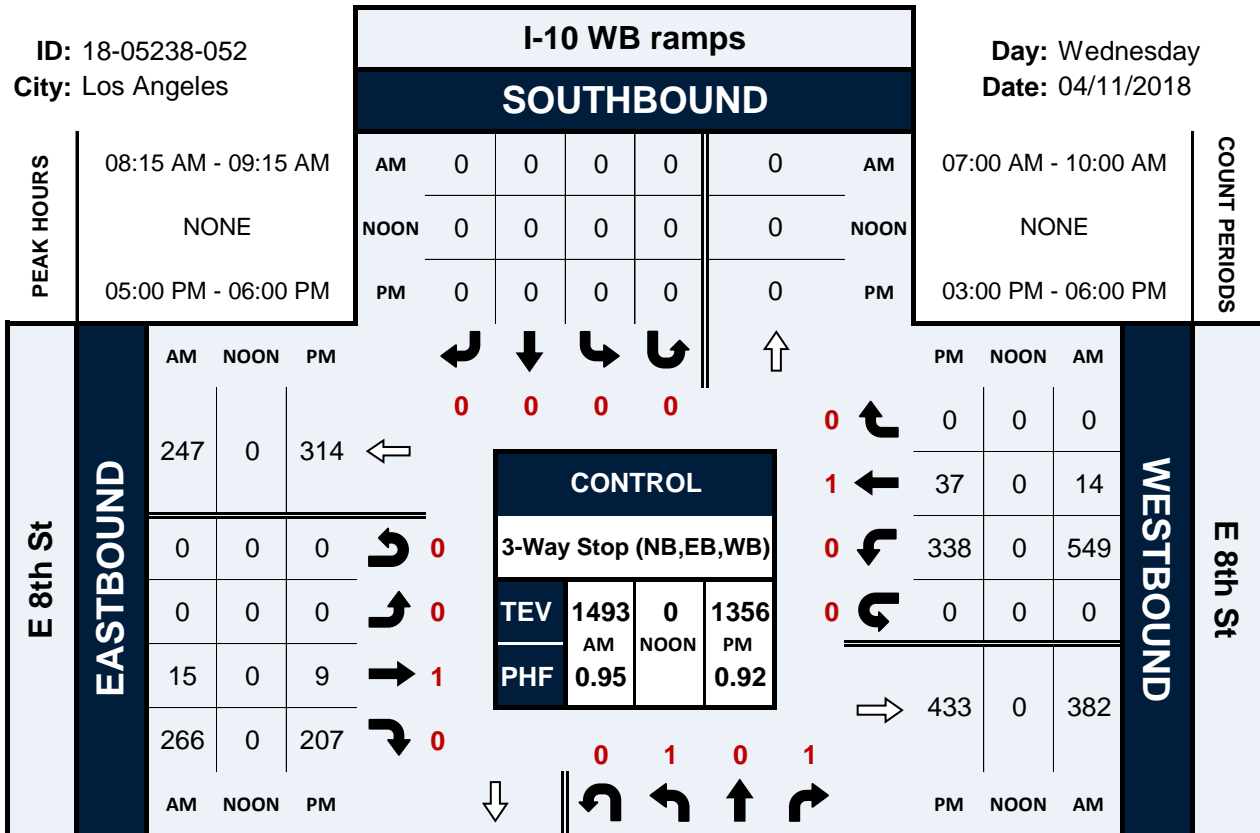 I-10 WB ramps
ID: 18-05238-052
City: Los Angeles
Day: Wednesday
Date: 04/11/2018
SOUTHBOUND
PEAK HOURS
08:15 AM - 09:15 AM
NONE
05:00 PM - 06:00 PM
AM 0 0 0 0 0 AM
NOON 0 0 0 0 0 NOON
PM 0 0 0 0 0 PM
07:00 AM - 10:00 AM
NONE
03:00 PM - 06:00 PM
COUNT PERIODS
0 0 0 0
E 8th St
EASTBOUND
AM NOON PM
247 0 314
0 0 0 0
0 0 0 0
15 0 9 1
266 0 207 0
AM NOON PM
CONTROL
3-Way Stop (NB,EB,WB)
TEV 1493 0 1356
AM NOON PM
PHF 0.95 0.92
0 1 0 1
PM NOON AM
0 0 0 0
1 37 0 14
0 338 0 549
0 0 0 0
433 0 382
PM NOON AM
WESTBOUND
E 8th St